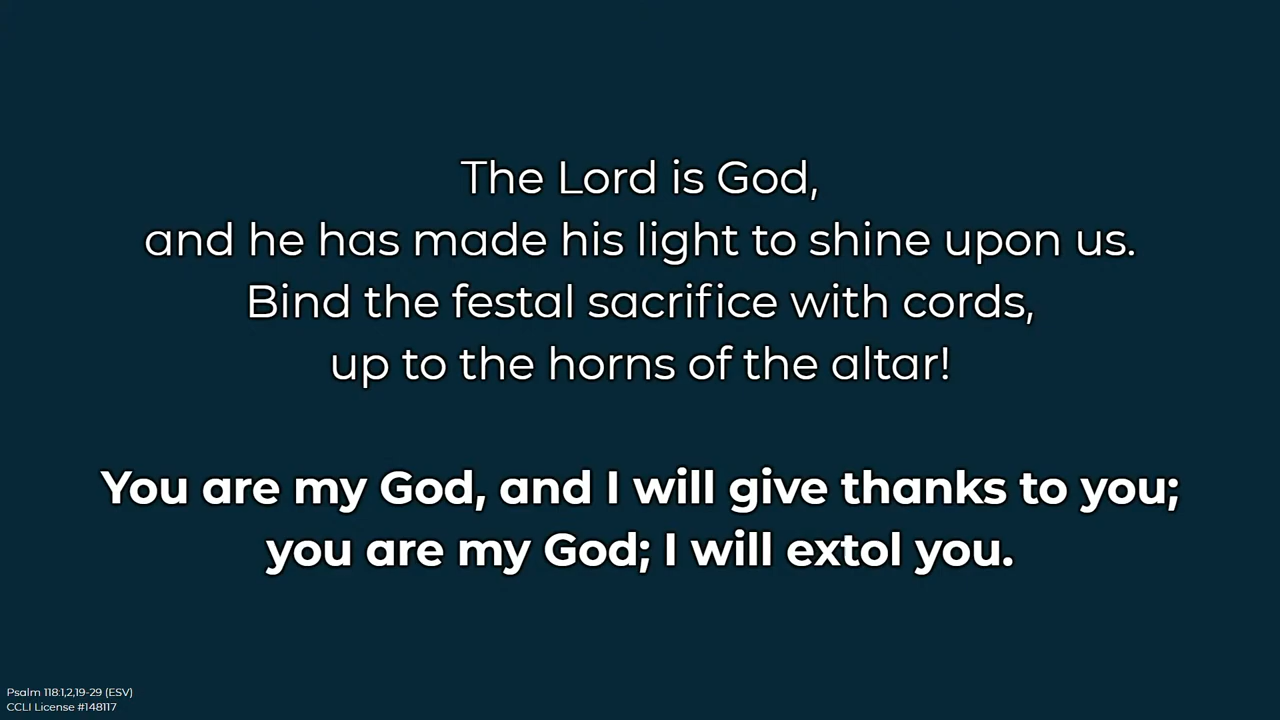 The Lord is God,
and he has made his light to shine upon us.
Bind the festal sacrifice with cords,
up to the horns of the altar!
You are my God, and I will give thanks to you;
you are my God; I will extol you.
Psalm 118:1,2,19-29 (ESV)
CCLI License #148117